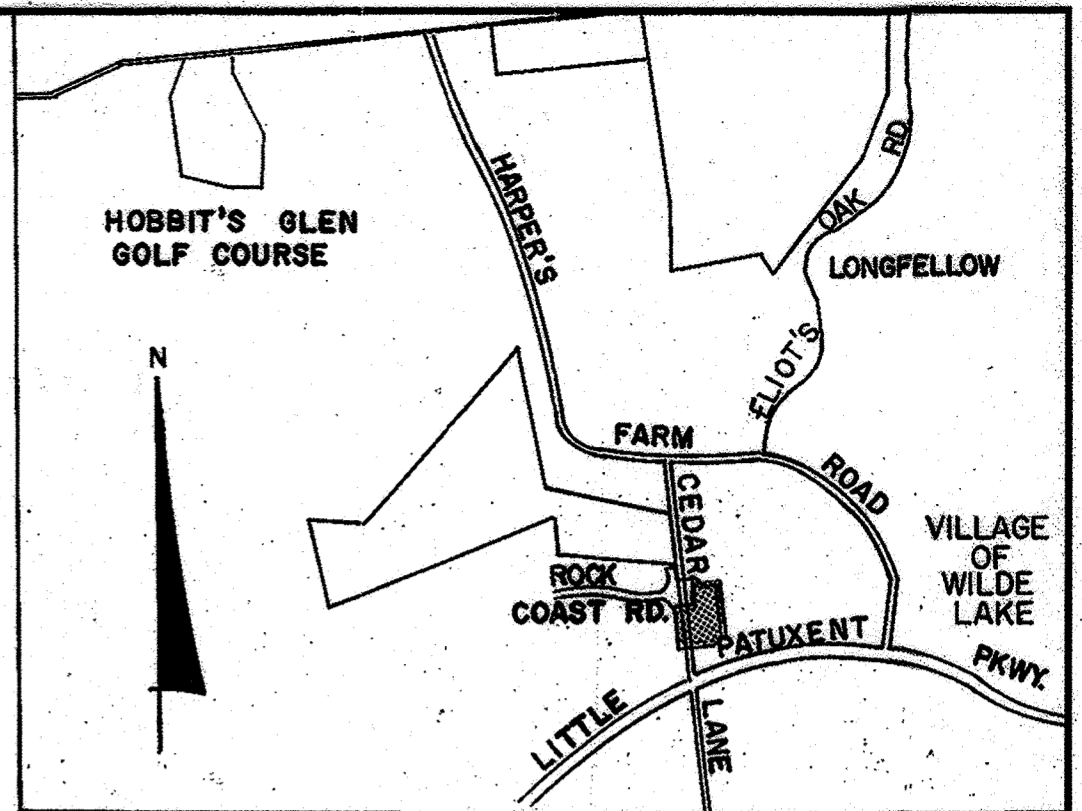 HARPER'S
OAK RD.
HOBBIT'S GLEN
GOLF COURSE
LONGFELLOW
N
ELIOT'S
FARM
ROAD
CEDAR
VILLAGE
OF
WILDE
LAKE
ROCK
COAST RD.
PATUXENT
PKWY.
LITTLE
LANE